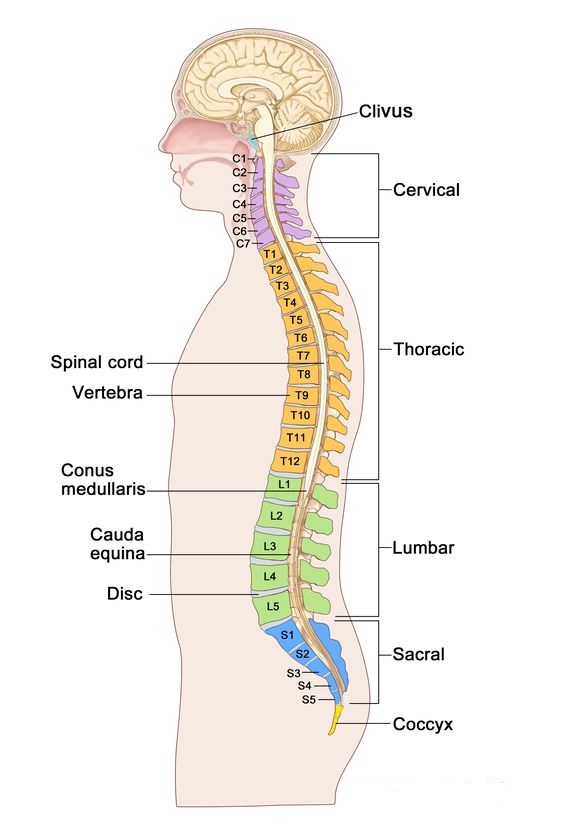 Clivus
C1
C2
C3
C4
C5
C6
C7
Cervical
T1
T2
T3
T4
T5
T6
T7
T8
T9
T10
T11
T12
Thoracic
Spinal cord
Vertebra
Conus
medullaris
L1
L2
L3
L4
L5
Lumbar
Cauda
equina
Disc
S1
S2
S3
S4
S5
Sacral
Coccyx